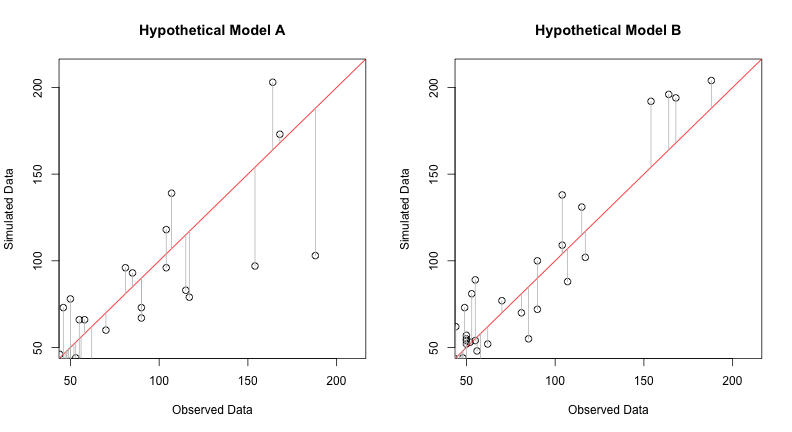 Hypothetical Model A
Simulated Data
200
150
100
50
50 100 150 200
Observed Data
Hypothetical Model B
Simulated Data
200
150
100
50
50 100 150 200
Observed Data